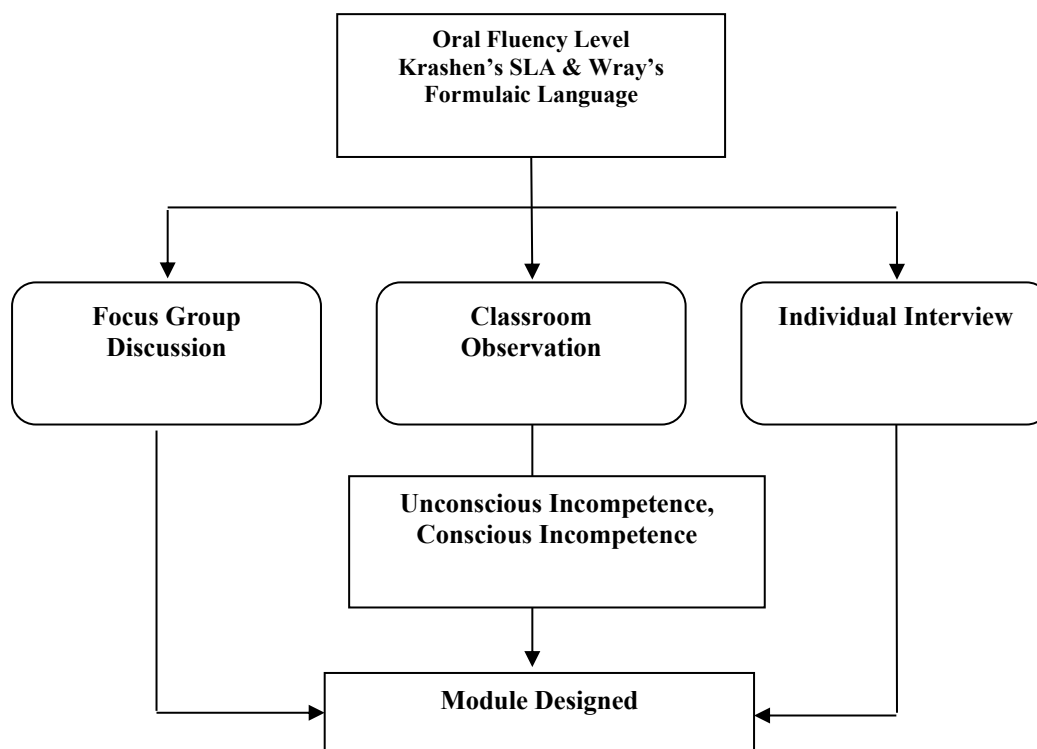 Oral Fluency Level
Krashen's SLA & Wray's
Formulaic Language
Focus Group
Discussion
Classroom
Observation
Individual Interview
Unconscious Incompetence,
Conscious Incompetence
Module Designed